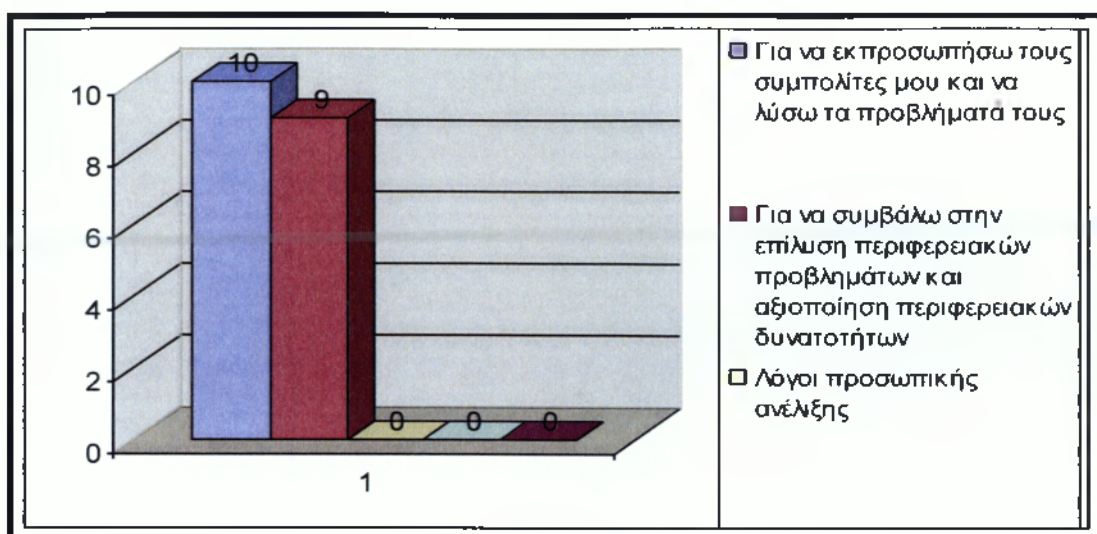 10
8
6
4
2
0
10
9
0
0
0
1
Για να εκπροσωπήσω τους
συμπολίτες μου και να
λύσω τα προβλήματά τους
Για να συμβάλω στην
επίλυση περιφερειακών
προβλημάτων και
αξιοποίηση περιφερειακών
δυνατοτήτων
Λόγοι προσωπικής
ανέλιξης